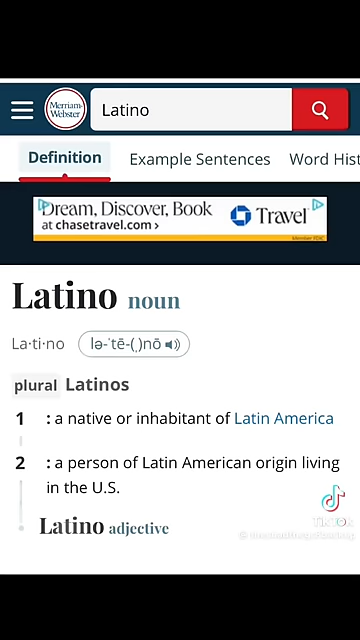 Merriam-
Webster
Latino
Definition
Example Sentences
Word Hist
Dream, Discover, Book
at chasetravel.com ›
Travel
Member FDIC
Latino noun
La·ti·no
lə-ˈtē-(ˌ)nō
plural Latinos
1 : a native or inhabitant of Latin America
2 : a person of Latin American origin living
in the U.S.
Latino adjective
TikTok